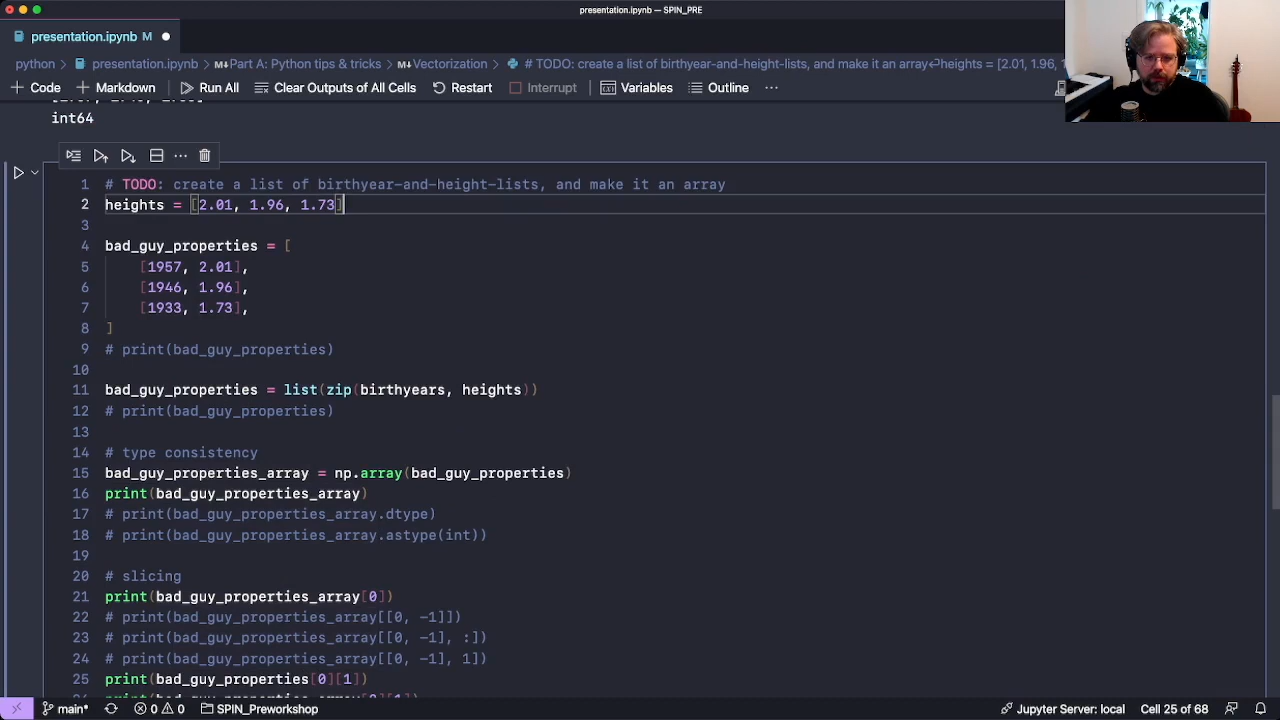 presentation.ipynb — SPIN_PRE
presentation.ipynb M
python > presentation.ipynb > M↓Part A: Python tips & tricks > M↓Vectorization > # TODO: create a list of birthyear-and-height-lists, and make it an array↵heights = [2.01, 1.96, 1.
+ Code + Markdown Run All Clear Outputs of All Cells Restart Interrupt Variables Outline ...
int64
1 # TODO: create a list of birthyear-and-height-lists, and make it an array
2 heights = [2.01, 1.96, 1.73]
3
4 bad_guy_properties = [
5 [1957, 2.01],
6 [1946, 1.96],
7 [1933, 1.73],
8 ]
9 # print(bad_guy_properties)
10
11 bad_guy_properties = list(zip(birthyears, heights))
12 # print(bad_guy_properties)
13
14 # type consistency
15 bad_guy_properties_array = np.array(bad_guy_properties)
16 print(bad_guy_properties_array)
17 # print(bad_guy_properties_array.dtype)
18 # print(bad_guy_properties_array.astype(int))
19
20 # slicing
21 print(bad_guy_properties_array[0])
22 # print(bad_guy_properties_array[[0, -1]])
23 # print(bad_guy_properties_array[[0, -1], :])
24 # print(bad_guy_properties_array[[0, -1], 1])
25 print(bad_guy_properties[0][1])
main* 0 0 SPIN_Preworkshop Jupyter Server: local Cell 25 of 68